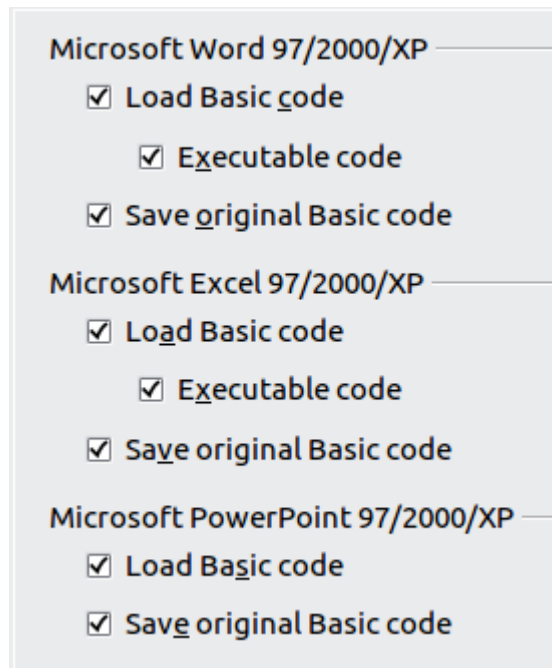 Microsoft Word 97/2000/XP
Load Basic code
Executable code
Save original Basic code
Microsoft Excel 97/2000/XP
Load Basic code
Executable code
Save original Basic code
Microsoft PowerPoint 97/2000/XP
Load Basic code
Save original Basic code